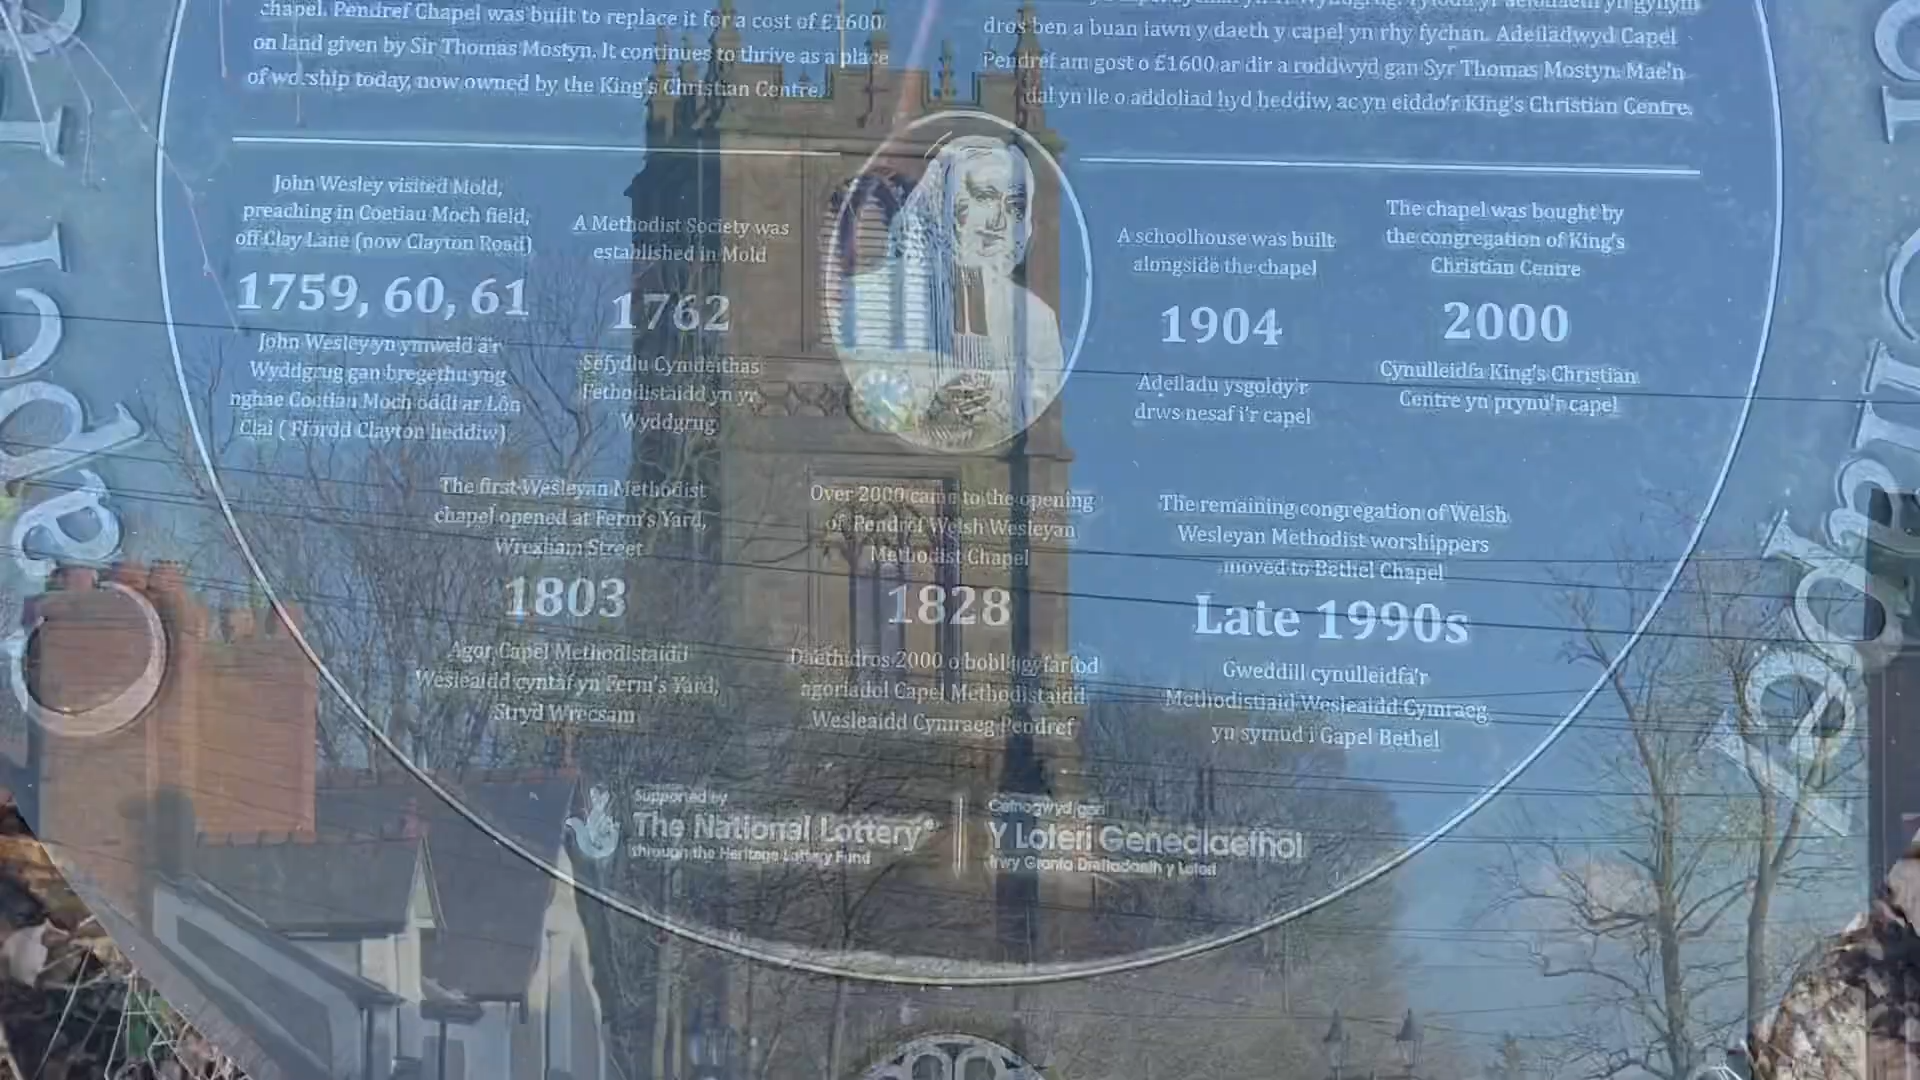 chapel. Pendref Chapel was built to replace it for a cost of £1600
on land given by Sir Thomas Mostyn. It continues to thrive as a place
of worship today, now owned by the King's Christian Centre.
dros ben a buan iawn y daeth y capel yn rhy fychan. Adeiladwyd Capel
Pendref am gost o £1600 ar dir a roddwyd gan Syr Thomas Mostyn. Mae'n
dal yn lle o addoliad hyd heddiw, ac yn eiddo'r King's Christian Centre.
John Wesley visited Mold,
preaching in Coetiau Moch field,
off Clay Lane (now Clayton Road)
1759, 60, 61
John Wesley yn ymweld â'r
Wyddgrug gan bregethu yng
nghae Coetiau Moch oddi ar Lôn
Clai ( Ffordd Clayton heddiw)
A Methodist Society was
established in Mold
1762
Sefydlu Cymdeithas
Fethodistaidd yn yr
Wyddgrug
A schoolhouse was built
alongside the chapel
1904
Adeiladu ysgoldy'r
drws nesaf i'r capel
The chapel was bought by
the congregation of King's
Christian Centre
2000
Cynulleidfa King's Christian
Centre yn prynu'r capel
The first Wesleyan Methodist
chapel opened at Ferm's Yard,
Wrexham Street
1803
Agor Capel Methodistaidd
Wesleaidd cyntaf yn Ferm's Yard,
Stryd Wrecsam
Over 2000 came to the opening
of Pendref Welsh Wesleyan
Methodist Chapel
1828
Daeth dros 2000 o bobl i gyfarfod
agoriadol Capel Methodistaidd
Wesleaidd Cymraeg Pendref
The remaining congregation of Welsh
Wesleyan Methodist worshippers
moved to Bethel Chapel
Late 1990s
Gweddill cynulleidfa'r
Methodistiaid Wesleaidd Cymraeg
yn symud i Gapel Bethel
Supported by
The National Lottery®
through the Heritage Lottery Fund
Cefnogwyd gan
Y Loteri Genedlaethol
trwy Gronfa Dreftadaeth y Loteri